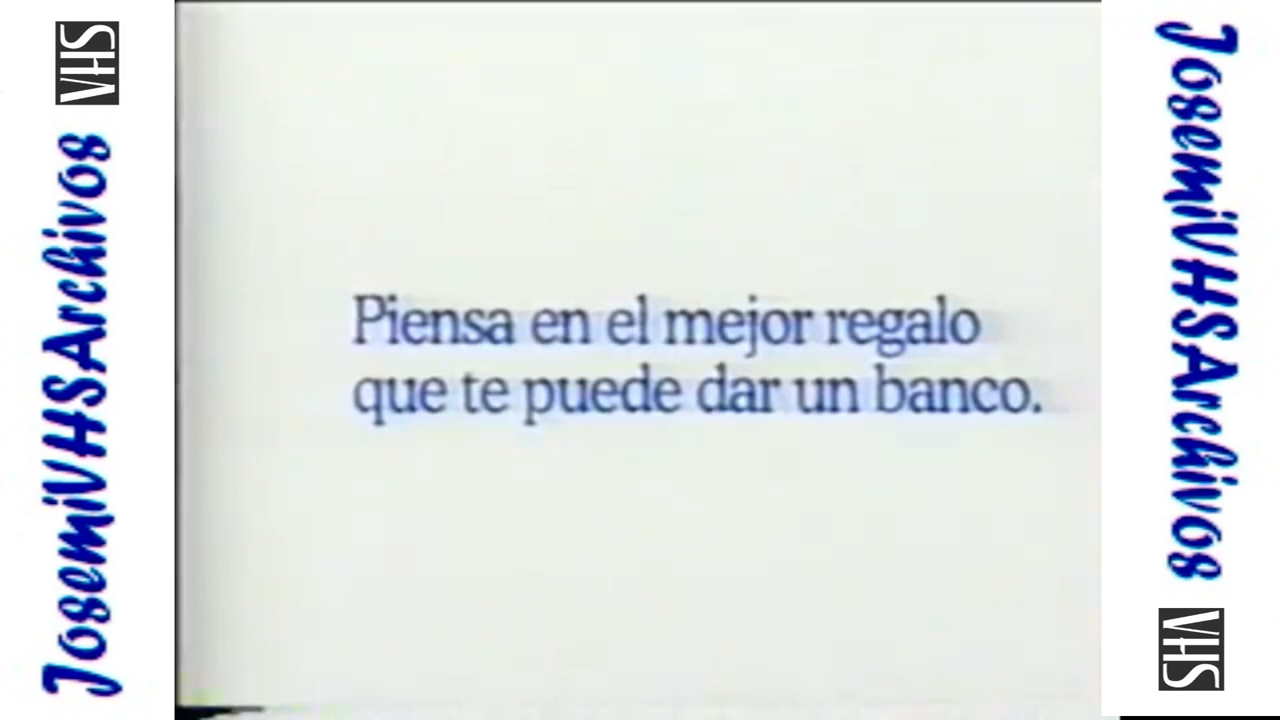 JosemiVHSArchivos VHS
Piensa en el mejor regalo
que te puede dar un banco.
JosemiVHSArchivos VHS